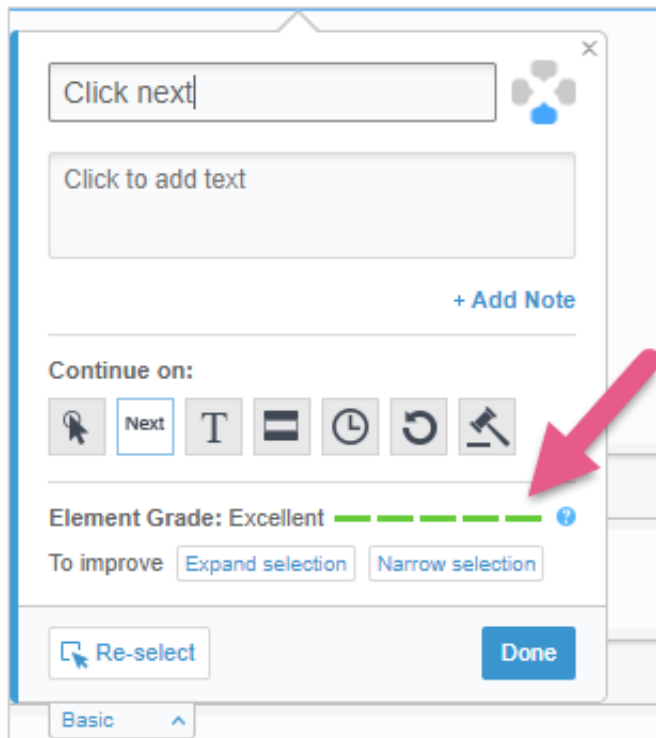 Click next
Click to add text
+ Add Note
Continue on:
Next T
Element Grade: Excellent ?
To improve Expand selection Narrow selection
Re-select Done
Basic